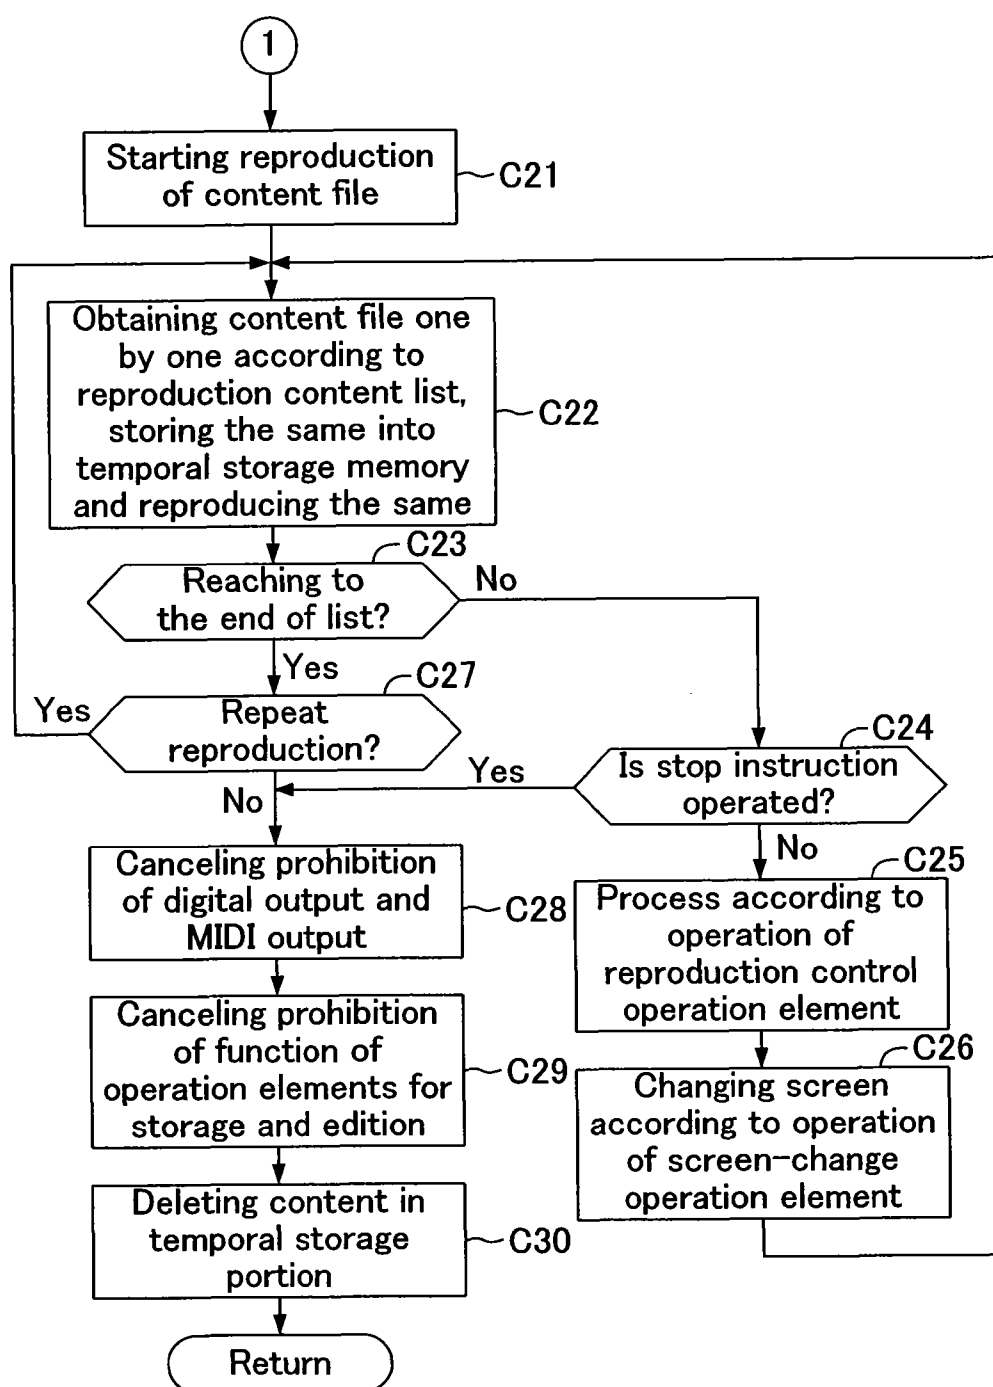 1
Starting reproduction
of content file
C21
Obtaining content file one
by one according to
reproduction content list,
storing the same into
temporal storage memory
and reproducing the same
C22
C23
Reaching to
the end of list?
No
Yes
C27
Yes
Repeat
reproduction?
No
C24
Is stop instruction
operated?
Yes
No
C25
Process according to
operation of
reproduction control
operation element
C26
Changing screen
according to operation
of screen-change
operation element
Canceling prohibition
of digital output and
MIDI output
C28
Canceling prohibition
of function of
operation elements for
storage and edition
C29
Deleting content in
temporal storage
portion
C30
Return